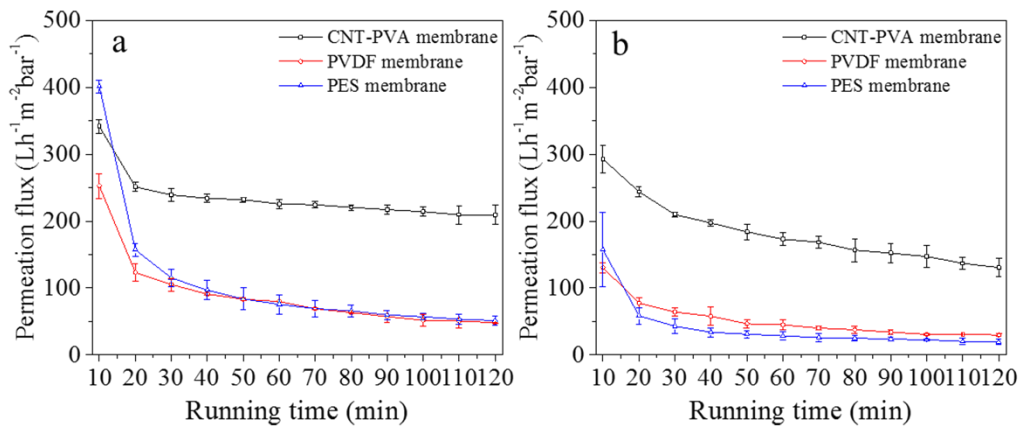 a
CNT-PVA membrane
PVDF membrane
PES membrane
500
400
300
200
100
0
Permeation flux (Lh⁻¹m⁻²bar⁻¹)
10 20 30 40 50 60 70 80 90 100110120
Running time (min)
b
CNT-PVA membrane
PVDF membrane
PES membrane
500
400
300
200
100
0
Permeation flux (Lh⁻¹m⁻²bar⁻¹)
10 20 30 40 50 60 70 80 90 100110120
Running time (min)